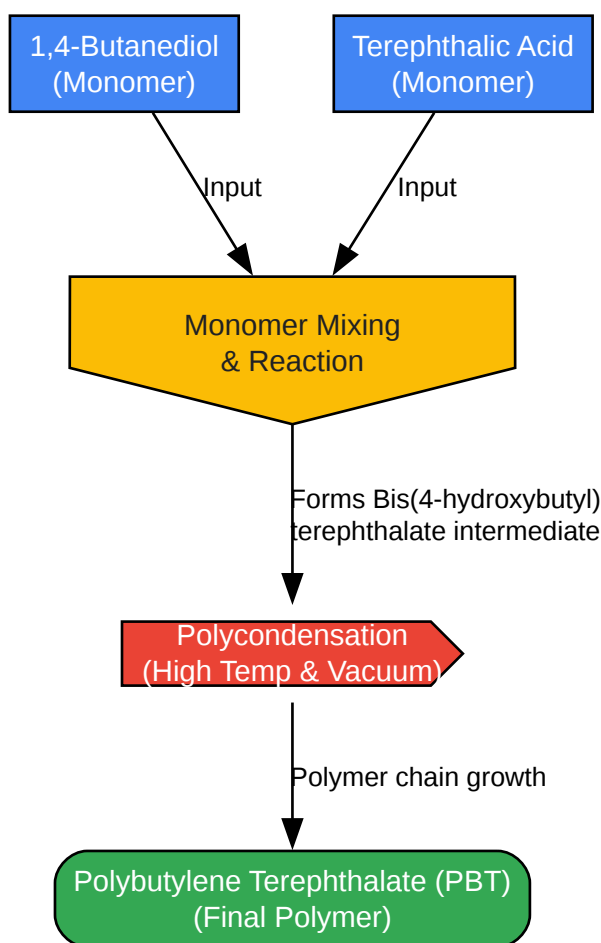 1,4-Butanediol
(Monomer)
Terephthalic Acid
(Monomer)
Input
Input
Monomer Mixing
& Reaction
Forms Bis(4-hydroxybutyl)
terephthalate intermediate
Polycondensation
(High Temp & Vacuum)
Polymer chain growth
Polybutylene Terephthalate (PBT)
(Final Polymer)